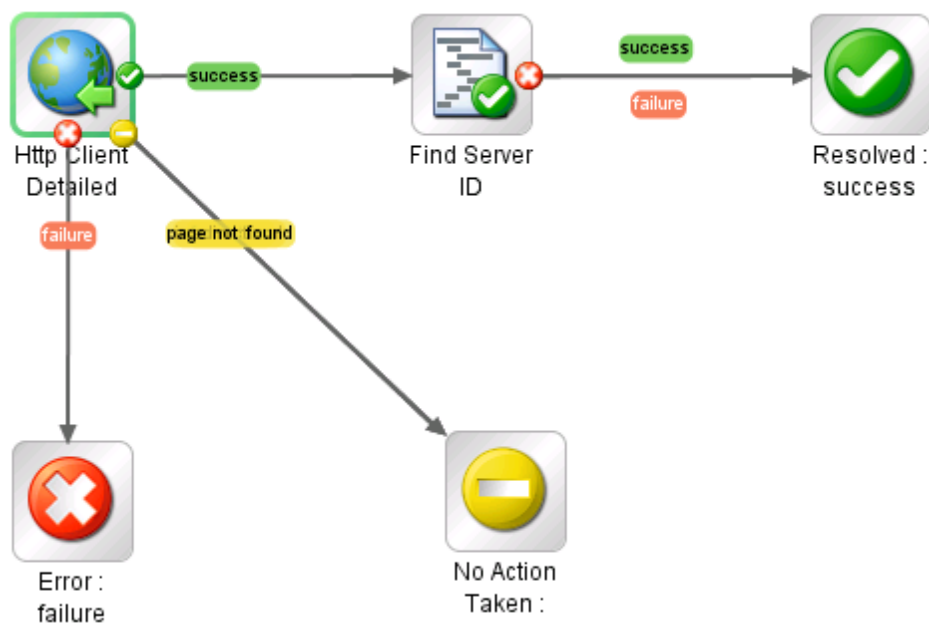 success
success
failure
Http Client
Detailed
Find Server
ID
Resolved :
success
failure
page not found
Error :
failure
No Action
Taken :